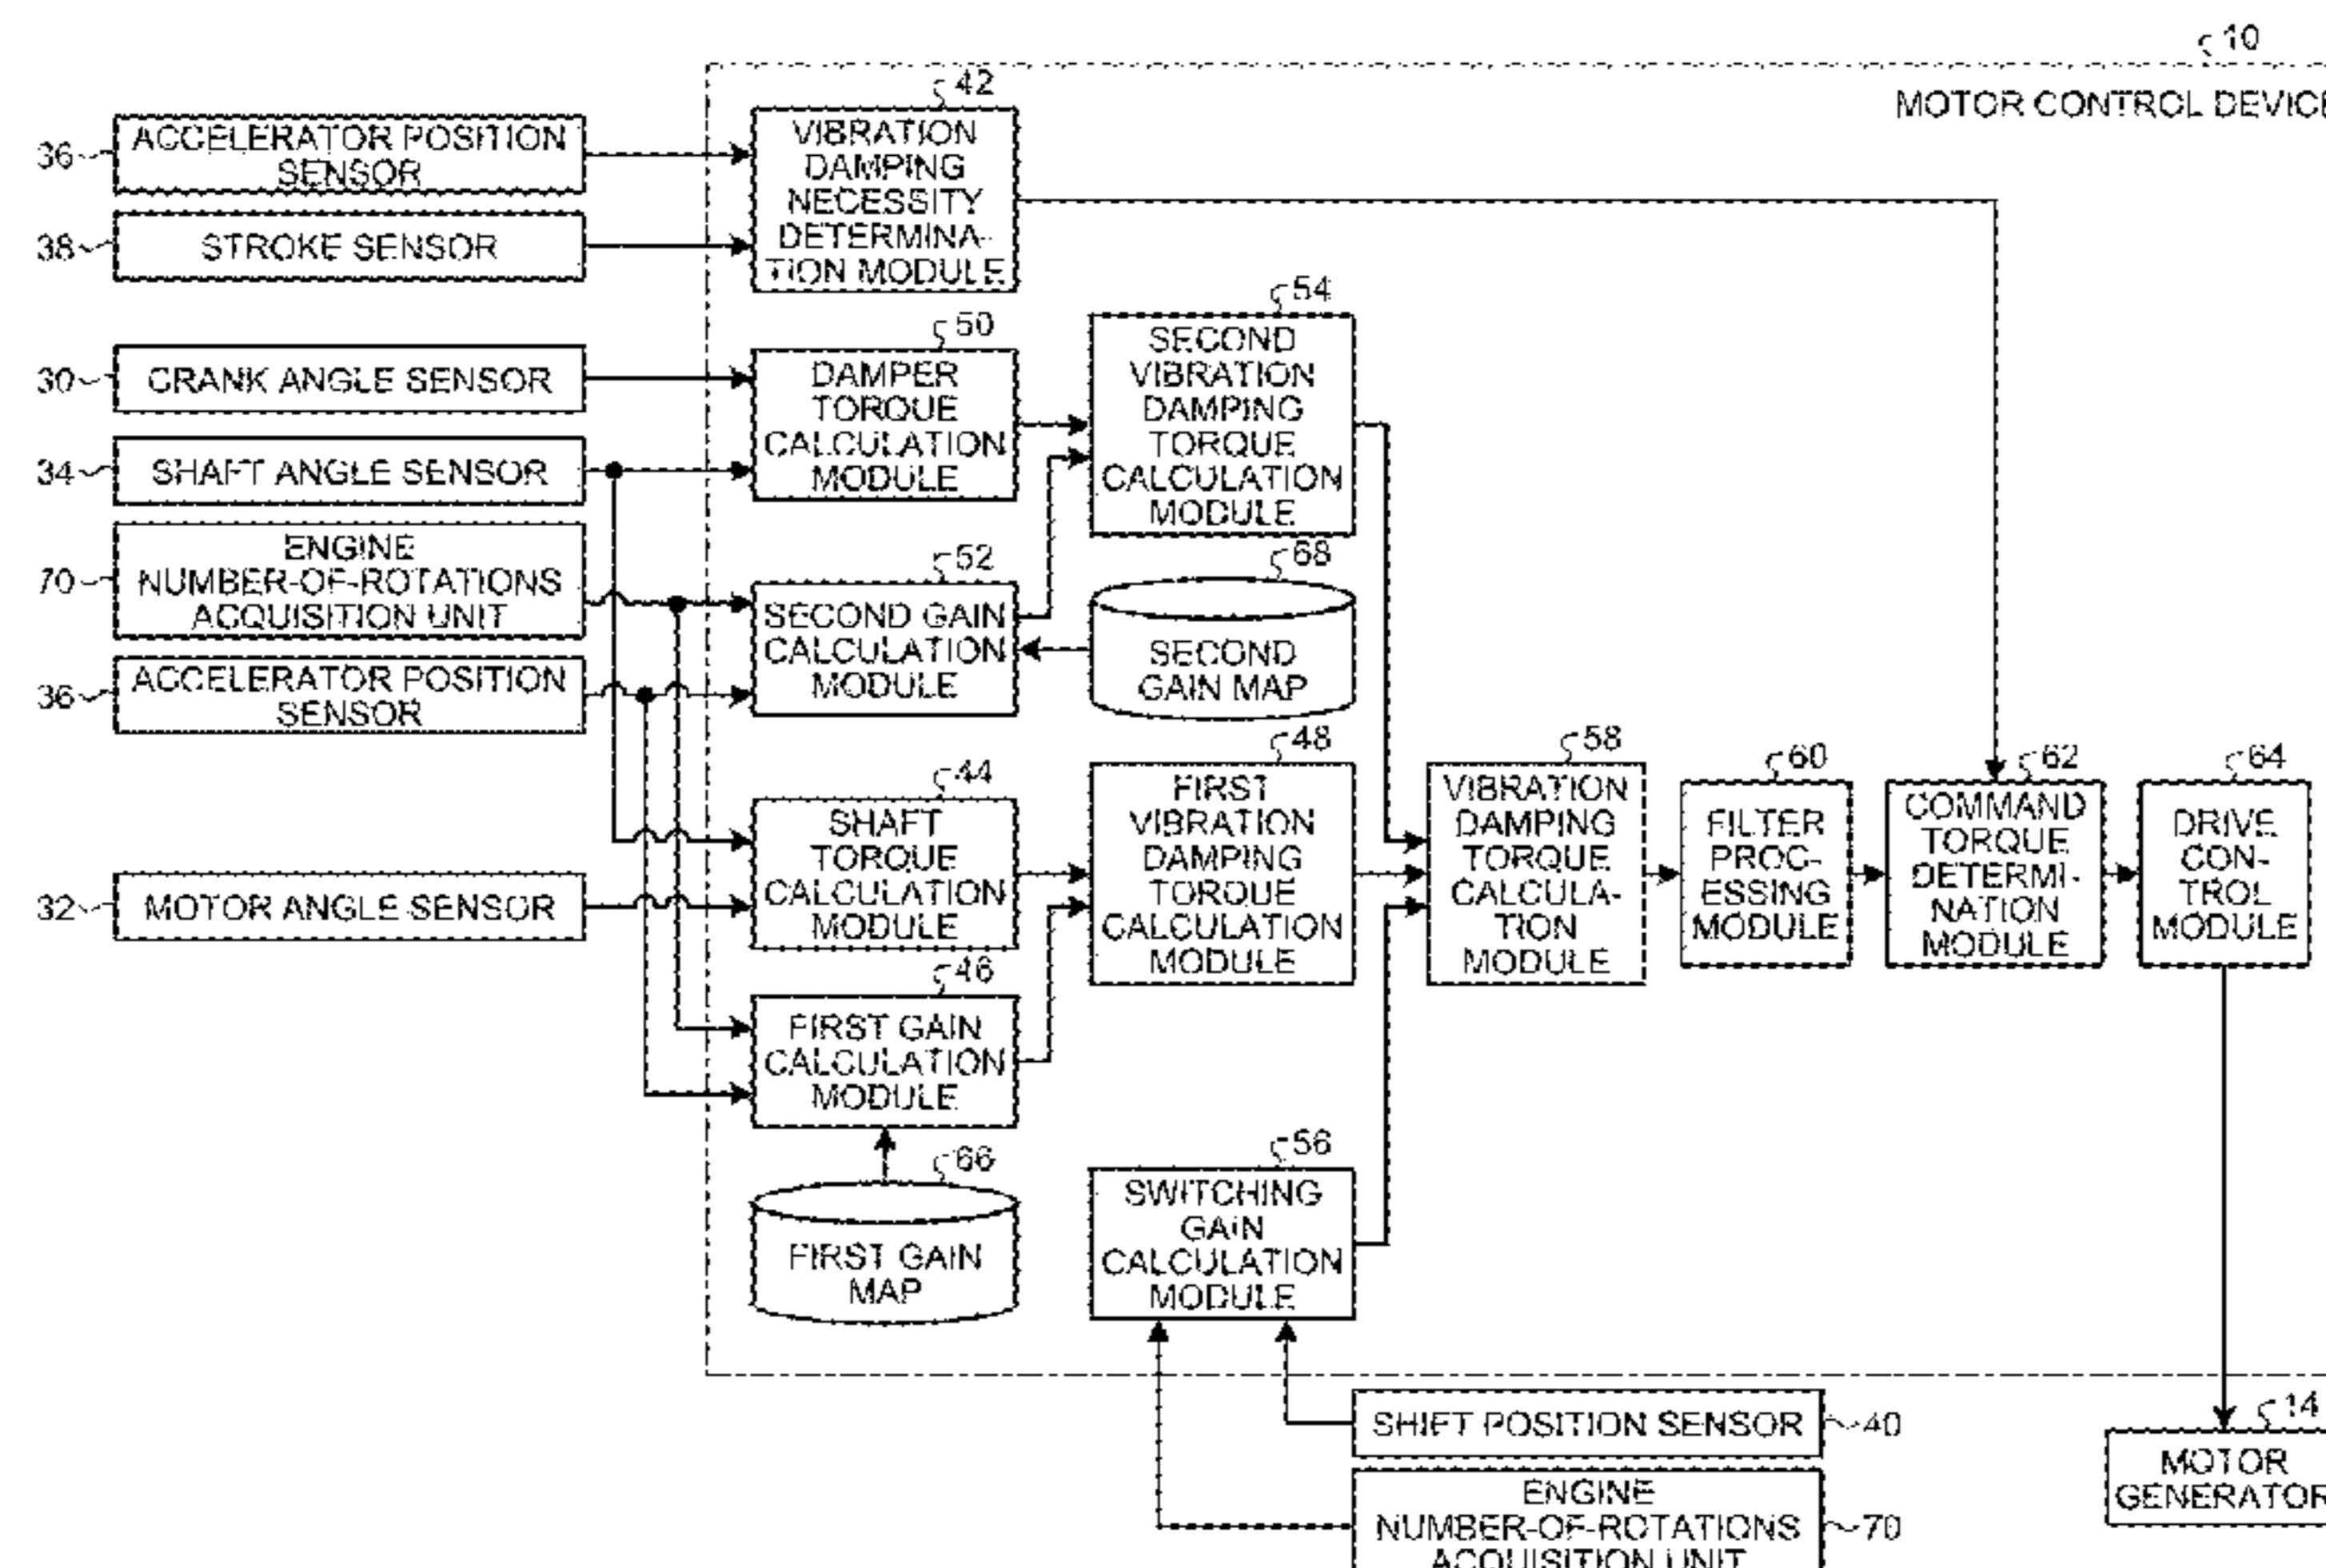 10
MOTOR CONTROL DEVICE
36
ACCELERATOR POSITION
SENSOR
38
STROKE SENSOR
42
VIBRATION
DAMPING
NECESSITY
DETERMINA-
TION MODULE
30
CRANK ANGLE SENSOR
34
SHAFT ANGLE SENSOR
50
DAMPER
TORQUE
CALCULATION
MODULE
54
SECOND
VIBRATION
DAMPING
TORQUE
CALCULATION
MODULE
70
ENGINE
NUMBER-OF-ROTATIONS
ACQUISITION UNIT
36
ACCELERATOR POSITION
SENSOR
52
SECOND GAIN
CALCULATION
MODULE
68
SECOND
GAIN MAP
32
MOTOR ANGLE SENSOR
44
SHAFT
TORQUE
CALCULATION
MODULE
48
FIRST
VIBRATION
DAMPING
TORQUE
CALCULATION
MODULE
58
VIBRATION
DAMPING
TORQUE
CALCULA-
TION
MODULE
60
FILTER
PROC-
ESSING
MODULE
62
COMMAND
TORQUE
DETERMI-
NATION
MODULE
64
DRIVE
CON-
TROL
MODULE
46
FIRST GAIN
CALCULATION
MODULE
66
FIRST GAIN
MAP
56
SWITCHING
GAIN
CALCULATION
MODULE
SHIFT POSITION SENSOR
40
ENGINE
NUMBER-OF-ROTATIONS
ACQUISITION UNIT
70
14
MOTOR
GENERATOR